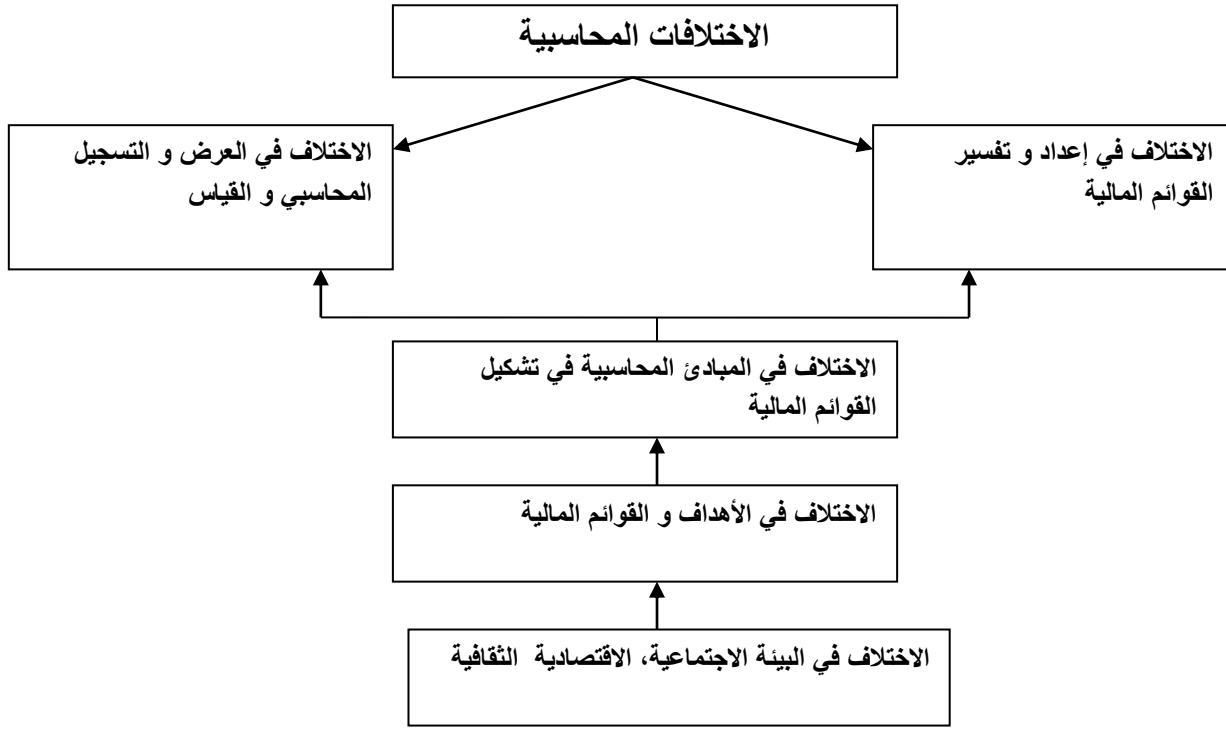 الاختلافات المحاسبية
الاختلاف في إعداد و تفسير
القوائم المالية
الاختلاف في العرض و التسجيل
المحاسبي و القياس
الاختلاف في المبادئ المحاسبية في تشكيل
القوائم المالية
الاختلاف في الأهداف و القوائم المالية
الاختلاف في البيئة الاجتماعية، الاقتصادية الثقافية